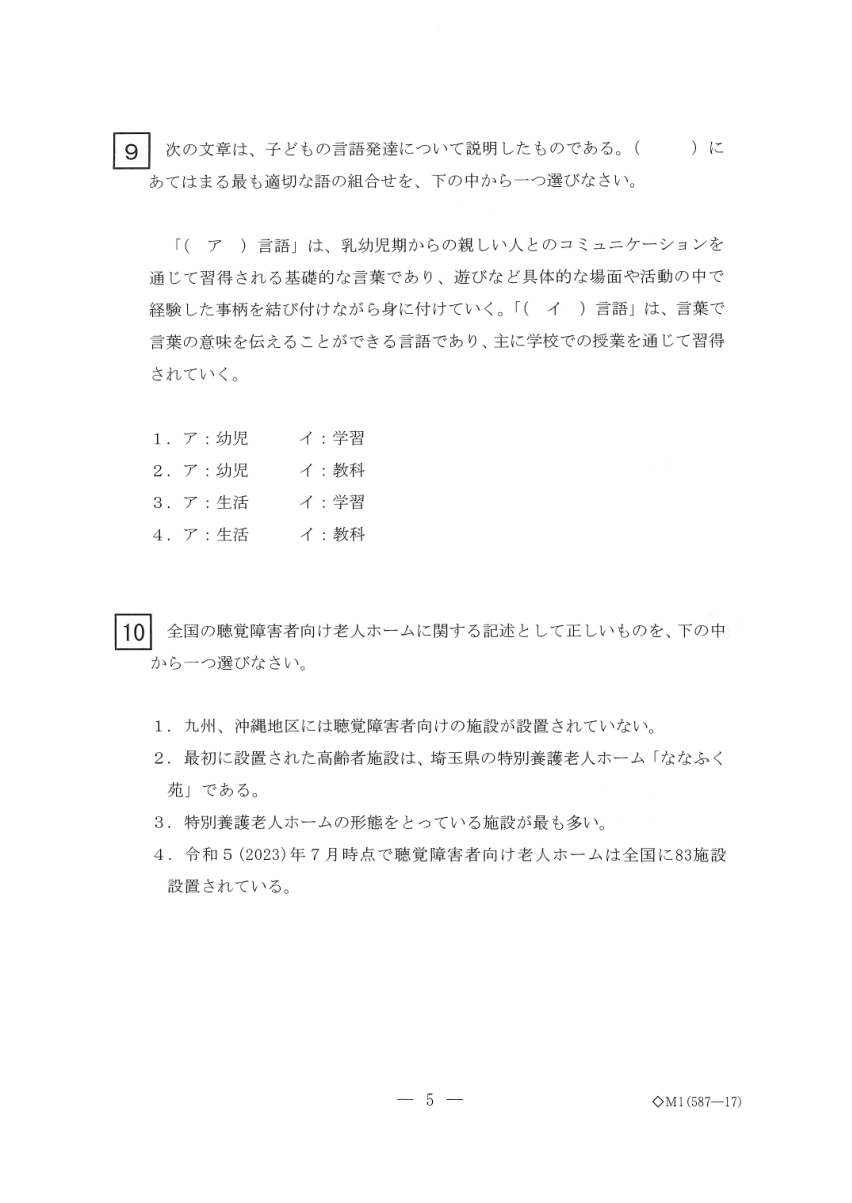 9 次の文章は、子どもの言語発達について説明したものである。(　　　)に
あてはまる最も適切な語の組合せを、下の中から一つ選びなさい。
「(　ア　)言語」は、乳幼児期からの親しい人とのコミュニケーションを
通じて習得される基礎的な言葉であり、遊びなど具体的な場面や活動の中で
経験した事柄を結び付けながら身に付けていく。「(　イ　)言語」は、言葉で
言葉の意味を伝えることができる言語であり、主に学校での授業を通じて習得
されていく。
１．ア：幼児　　　イ：学習
２．ア：幼児　　　イ：教科
３．ア：生活　　　イ：学習
４．ア：生活　　　イ：教科
10 全国の聴覚障害者向け老人ホームに関する記述として正しいものを、下の中
から一つ選びなさい。
１．九州、沖縄地区には聴覚障害者向けの施設が設置されていない。
２．最初に設置された高齢者施設は、埼玉県の特別養護老人ホーム「ななふく
苑」である。
３．特別養護老人ホームの形態をとっている施設が最も多い。
４．令和５(2023)年７月時点で聴覚障害者向け老人ホームは全国に83施設
設置されている。
— 5 —
◇M1(587—17)